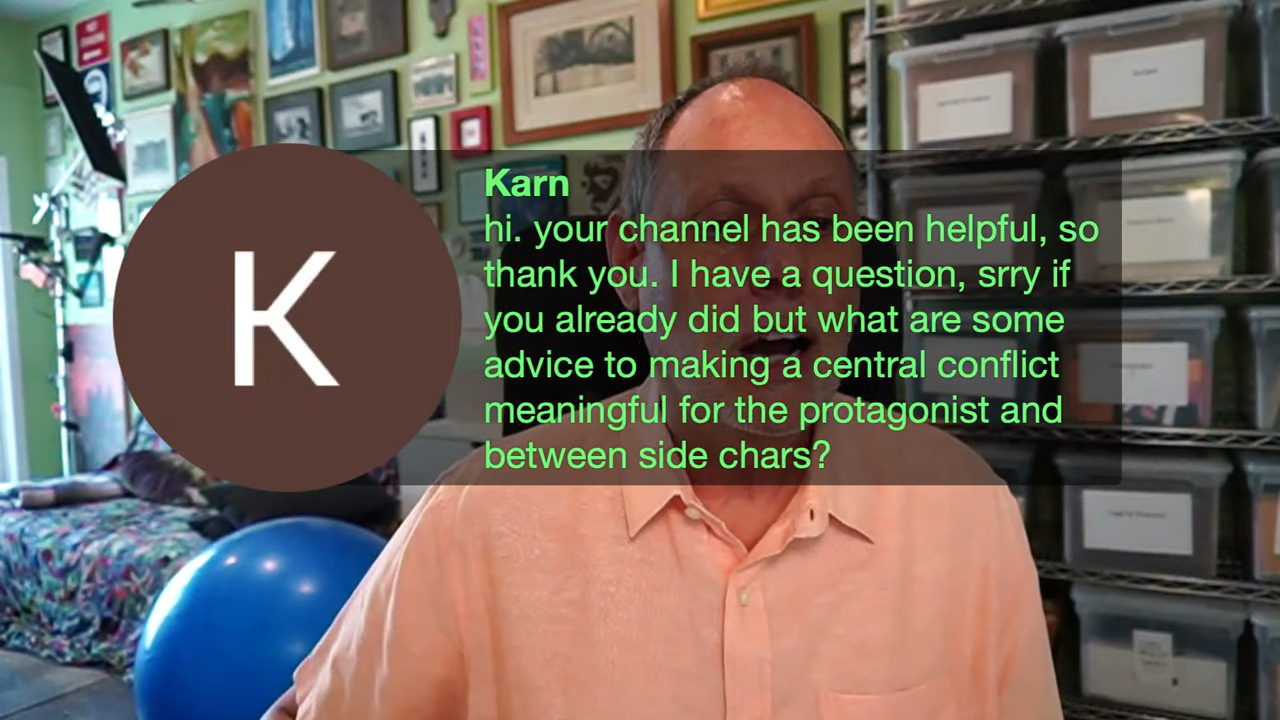 K
Karn
hi. your channel has been helpful, so
thank you. I have a question, srry if
you already did but what are some
advice to making a central conflict
meaningful for the protagonist and
between side chars?